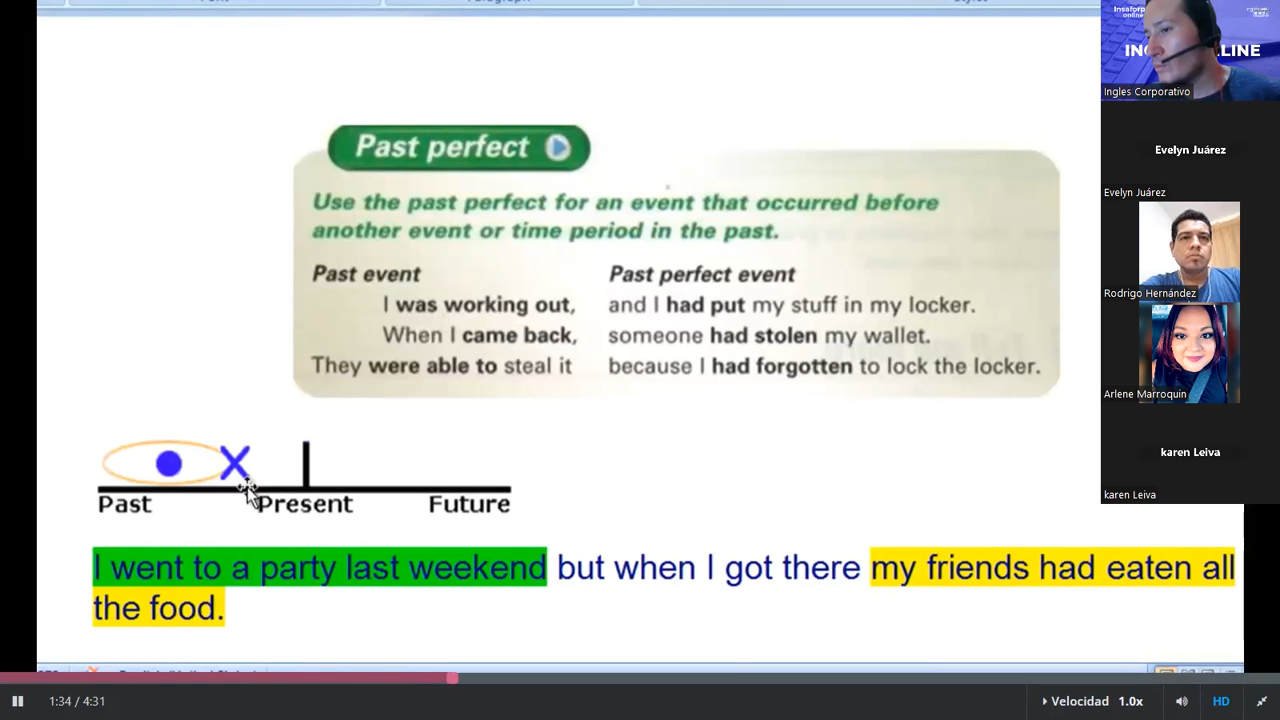 Past perfect
Use the past perfect for an event that occurred before
another event or time period in the past.
Past event Past perfect event
I was working out, and I had put my stuff in my locker.
When I came back, someone had stolen my wallet.
They were able to steal it because I had forgotten to lock the locker.
Past Present Future
I went to a party last weekend but when I got there my friends had eaten all
the food.
Insaforp
online
LINE
Ingles Corporativo
Evelyn Juárez
Evelyn Juárez
Rodrigo Hernández
Arlene Marroquin
karen Leiva
karen Leiva
1:34 / 4:31
Velocidad 1.0x
HD